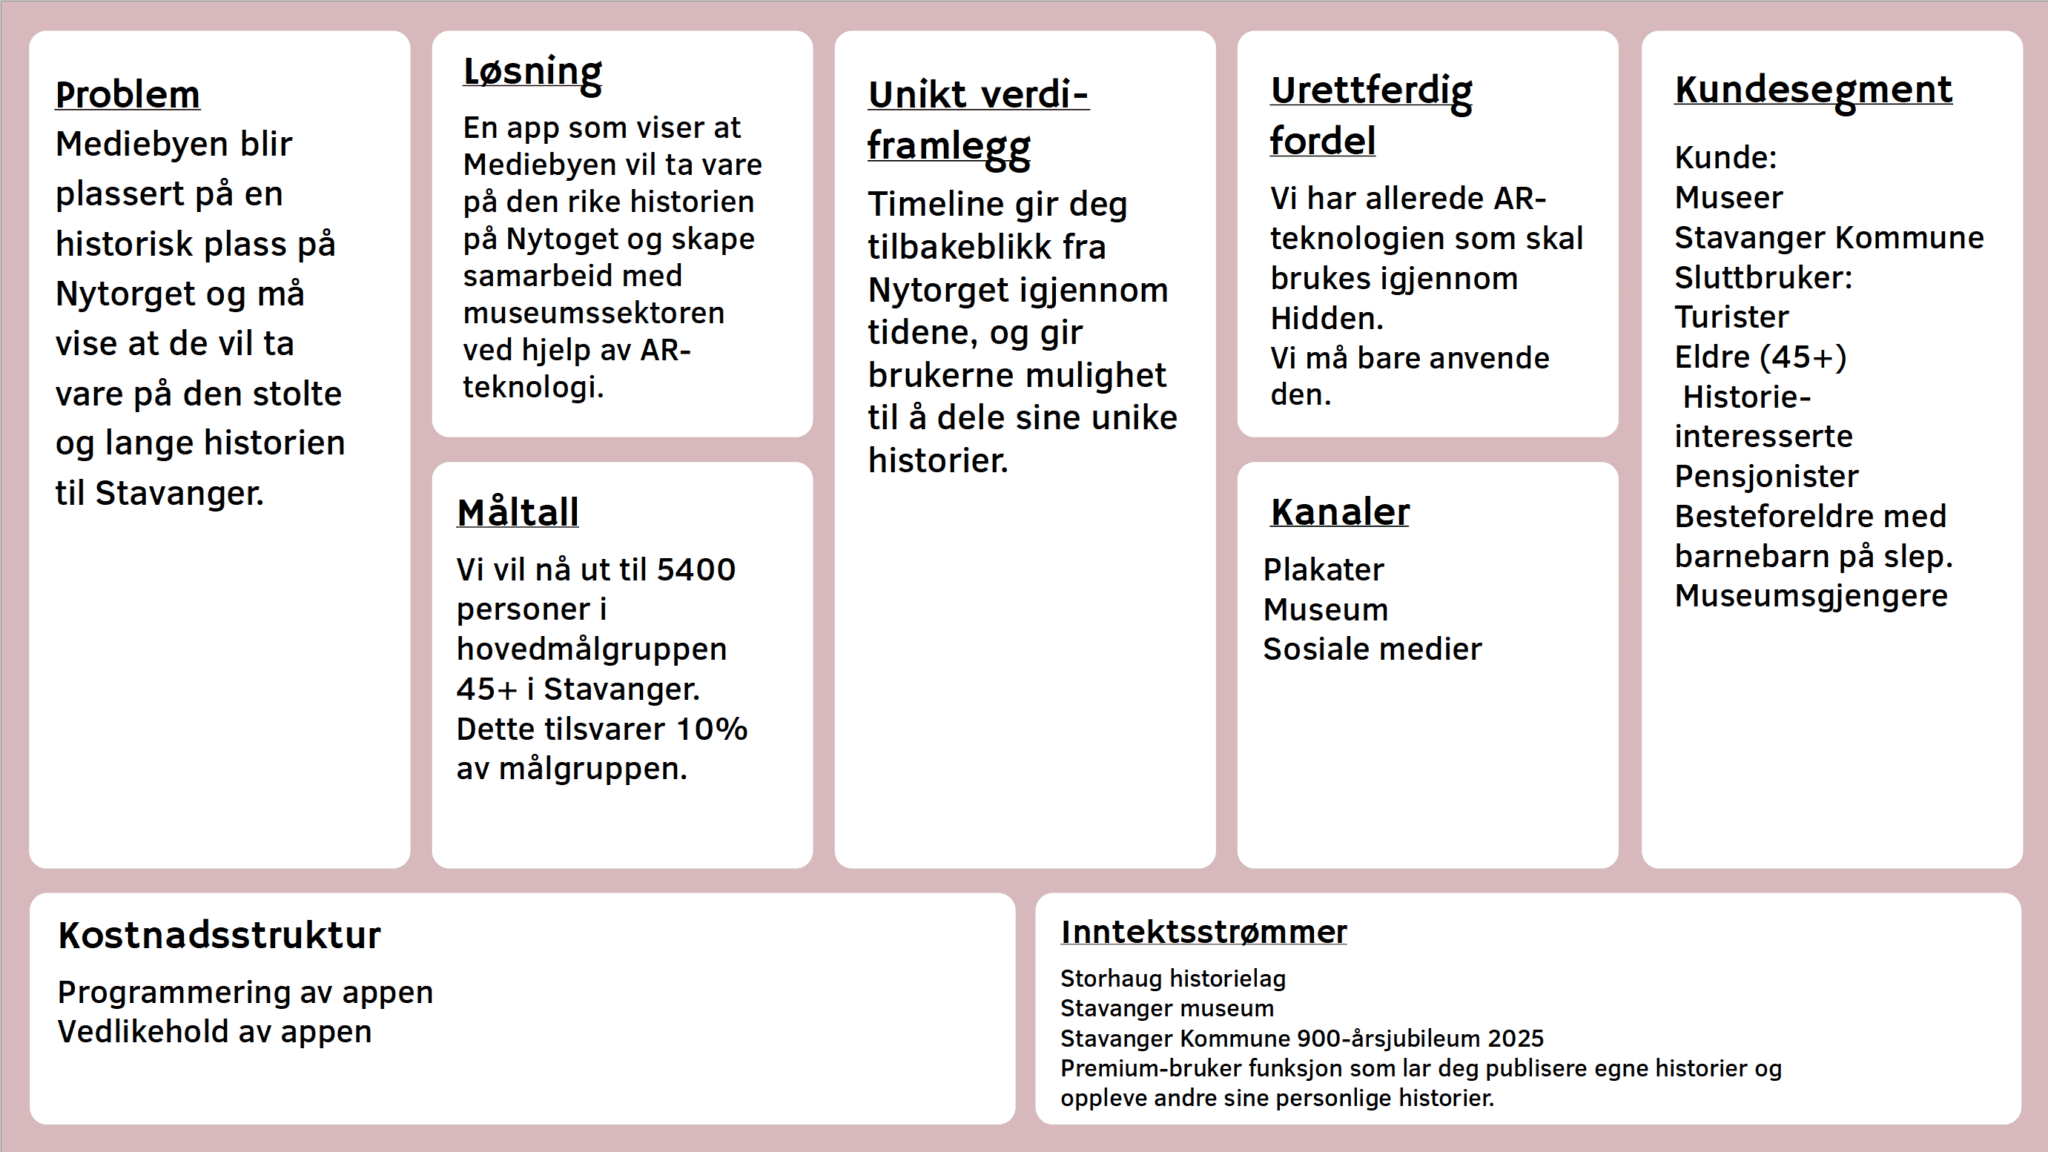 Problem
Mediebyen blir
plassert på en
historisk plass på
Nytorget og må
vise at de vil ta
vare på den stolte
og lange historien
til Stavanger.
Løsning
En app som viser at
Mediebyen vil ta vare
på den rike historien
på Nytoget og skape
samarbeid med
museumssektoren
ved hjelp av AR-
teknologi.
Måltall
Vi vil nå ut til 5400
personer i
hovedmålgruppen
45+ i Stavanger.
Dette tilsvarer 10%
av målgruppen.
Unikt verdi-
framlegg
Timeline gir deg
tilbakeblikk fra
Nytorget igjennom
tidene, og gir
brukerne mulighet
til å dele sine unike
historier.
Urettferdig
fordel
Vi har allerede AR-
teknologien som skal
brukes igjennom
Hidden.
Vi må bare anvende
den.
Kanaler
Plakater
Museum
Sosiale medier
Kundesegment
Kunde:
Museer
Stavanger Kommune
Sluttbruker:
Turister
Eldre (45+)
Historie-
interesserte
Pensjonister
Besteforeldre med
barnebarn på slep.
Museumsgjengere
Kostnadsstruktur
Programmering av appen
Vedlikehold av appen
Inntektsstrømmer
Storhaug historielag
Stavanger museum
Stavanger Kommune 900-årsjubileum 2025
Premium-bruker funksjon som lar deg publisere egne historier og
oppleve andre sine personlige historier.